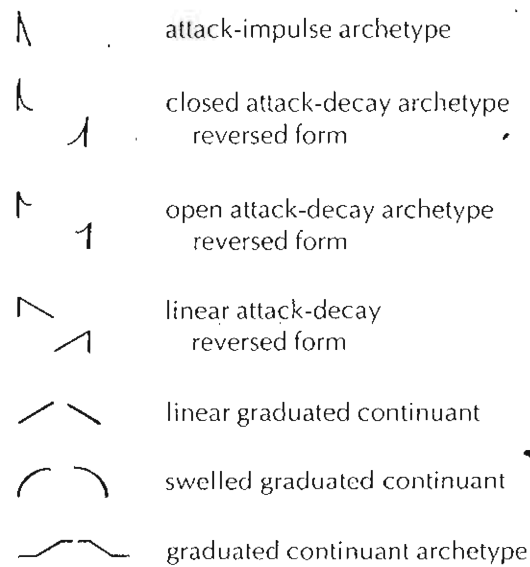 attack-impulse archetype
closed attack-decay archetype
reversed form
open attack-decay archetype
reversed form
linear attack-decay
reversed form
linear graduated continuant
swelled graduated continuant
graduated continuant archetype